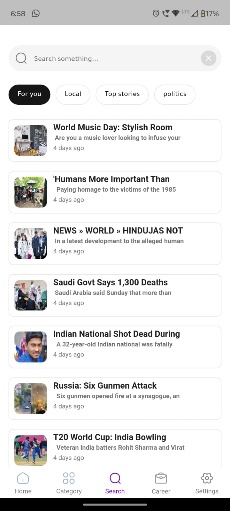 6:58
17%
Search something...
For you
Local
Top stories
politics
World Music Day: Stylish Room
Are you a music lover looking to infuse your
4 days ago
'Humans More Important Than
Paying homage to the victims of the 1985
4 days ago
NEWS » WORLD » HINDUJAS NOT
In a latest development to the alleged human
4 days ago
Saudi Govt Says 1,300 Deaths
Saudi Arabia said Sunday that more than
4 days ago
Indian National Shot Dead During
A 32-year-old Indian national was fatally
4 days ago
Russia: Six Gunmen Attack
Six gunmen opened fire at a synagogue, an
4 days ago
T20 World Cup: India Bowling
Veteran India batters Rohit Sharma and Virat
4 days ago
Home
Category
Search
Career
Settings